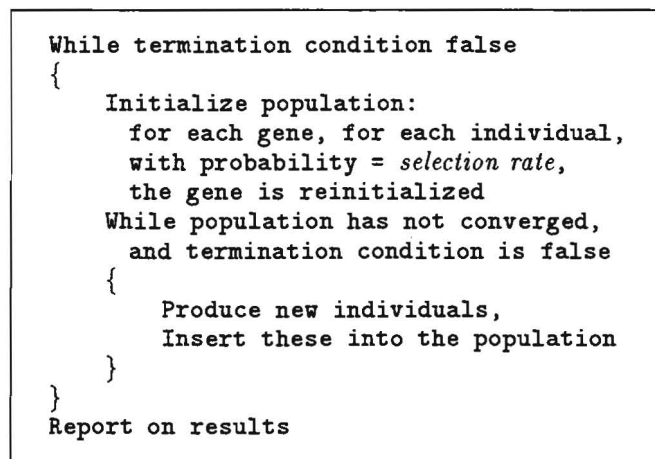 While termination condition false
{
Initialize population:
for each gene, for each individual,
with probability = selection rate,
the gene is reinitialized
While population has not converged,
and termination condition is false
{
Produce new individuals,
Insert these into the population
}
}
Report on results